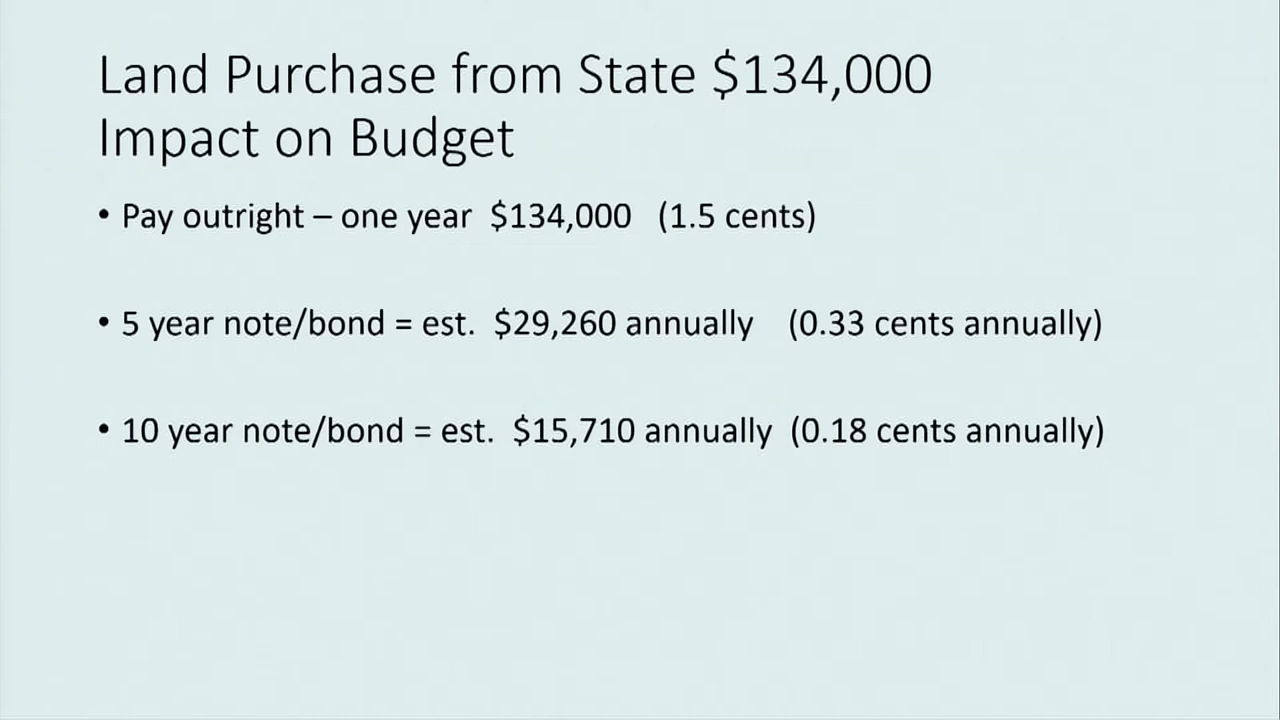 Land Purchase from State $134,000
Impact on Budget
• Pay outright – one year $134,000 (1.5 cents)
• 5 year note/bond = est. $29,260 annually (0.33 cents annually)
• 10 year note/bond = est. $15,710 annually (0.18 cents annually)